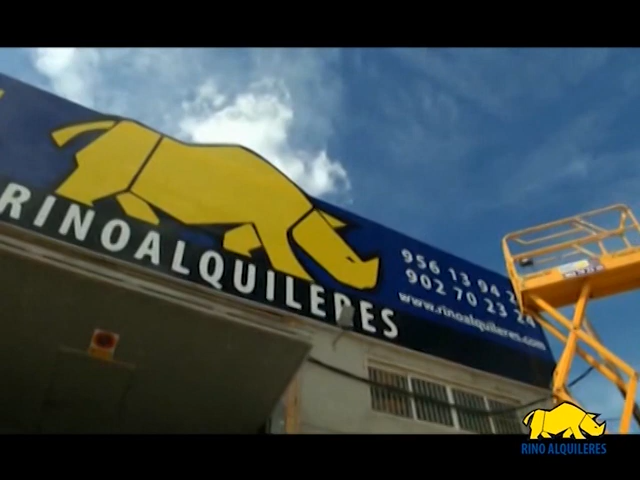 RINOALQUILERES
956 13 94 2
902 70 23 24
www.rinoalquileres.com
RINO ALQUILERES